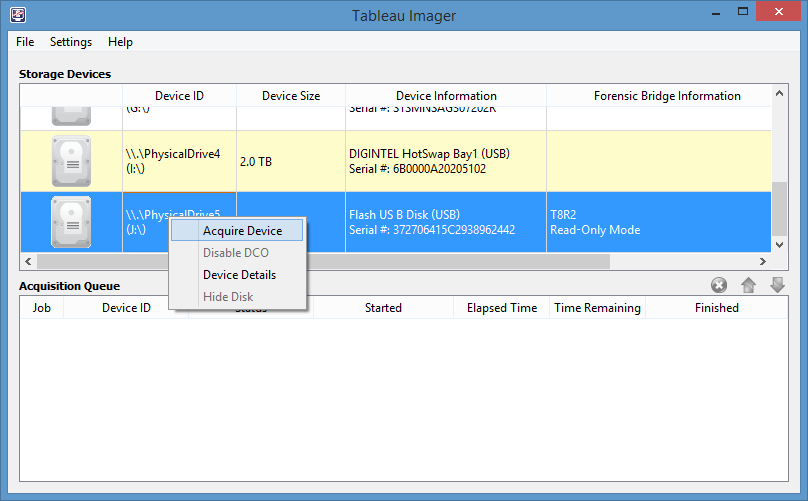 Tableau Imager
File Settings Help
Storage Devices
Device ID Device Size Device Information Forensic Bridge Information
(G:\) Serial #: 
\\.\PhysicalDrive4 2.0 TB DIGINTEL HotSwap Bay1 (USB)
(I:\) Serial #: 6B0000A20205102
\\.\PhysicalDrive5 Flash US B Disk (USB) T8R2
(J:\) Serial #: 372706415C2938962442 Read-Only Mode
Acquire Device
Disable DCO
Device Details
Hide Disk
Acquisition Queue
Job Device ID Status Started Elapsed Time Time Remaining Finished